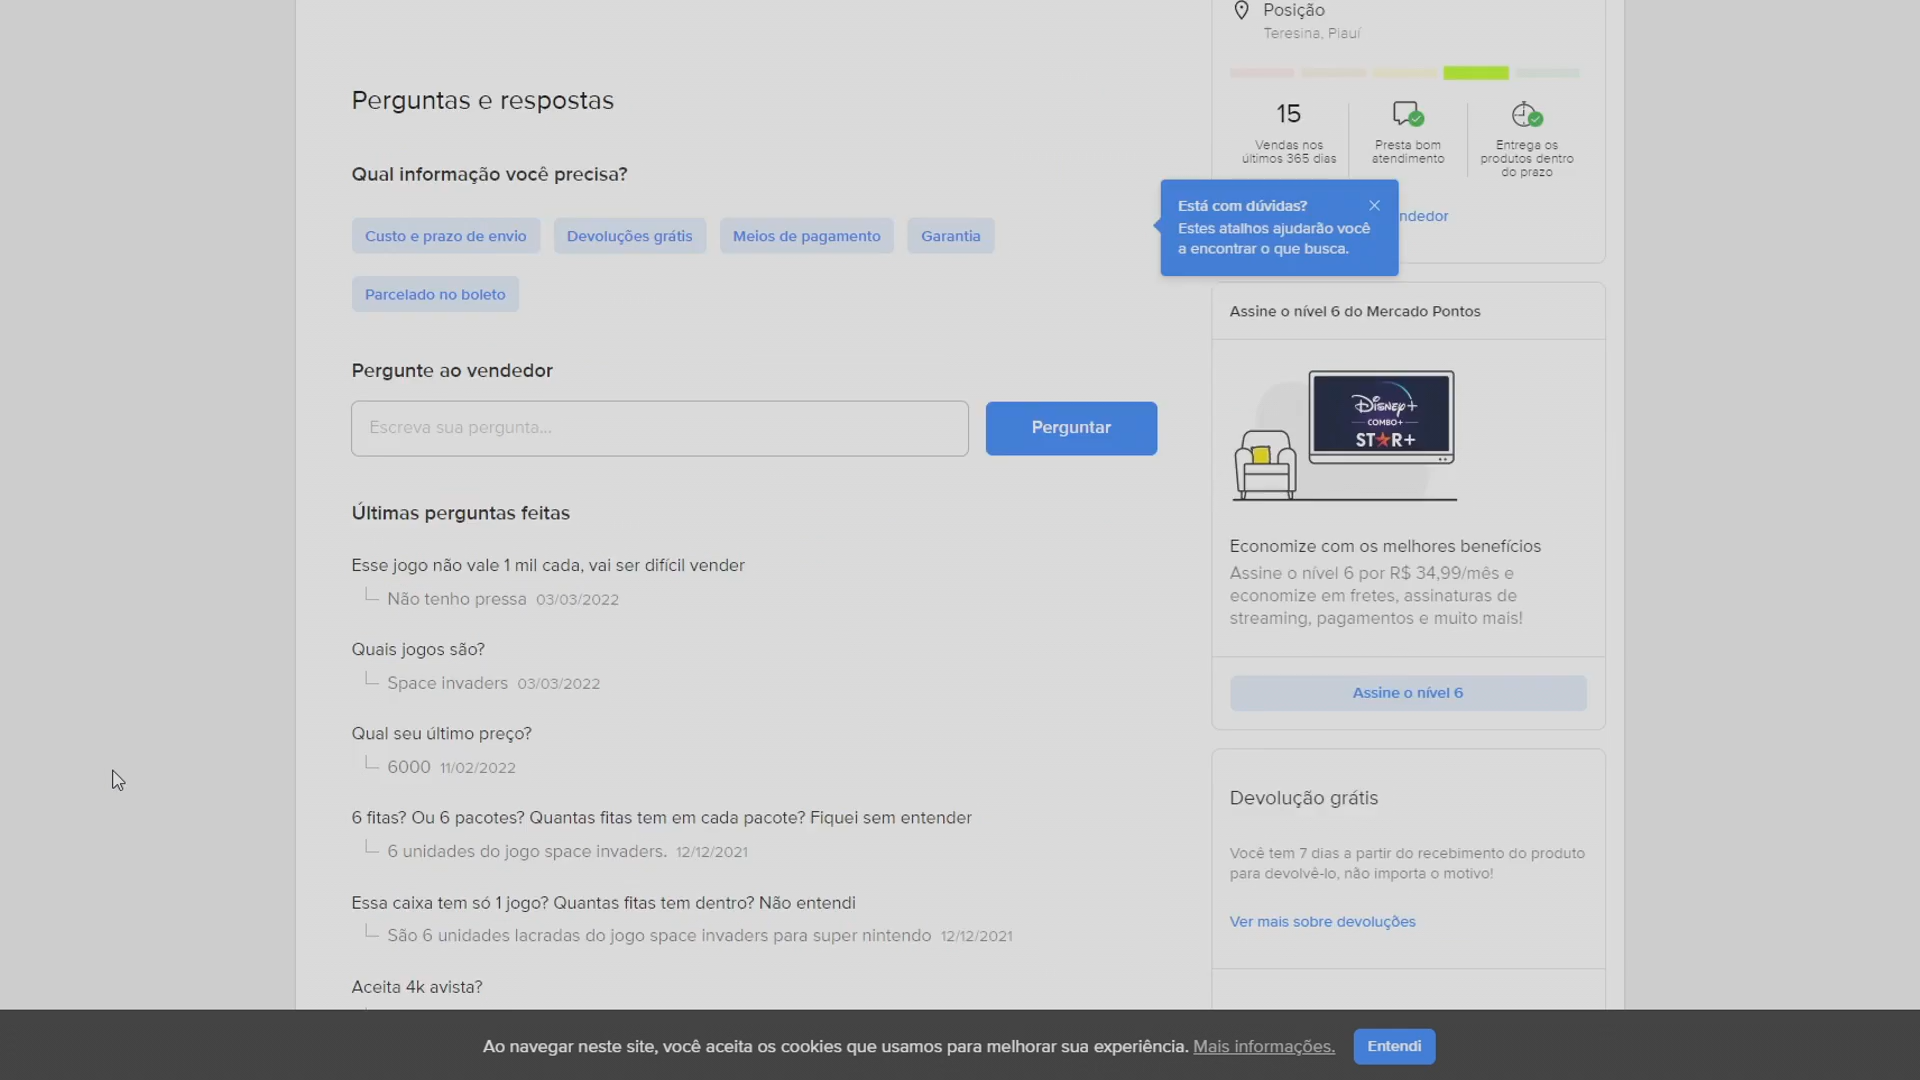 Posição
Teresina, Piauí
Perguntas e respostas
15
Vendas nos
últimos 365 dias
Presta bom
atendimento
Entrega os
produtos dentro
do prazo
Qual informação você precisa?
Está com dúvidas?
Estes atalhos ajudarão você
a encontrar o que busca.
ndedor
Custo e prazo de envio
Devoluções grátis
Meios de pagamento
Garantia
Parcelado no boleto
Assine o nível 6 do Mercado Pontos
Pergunte ao vendedor
Escreva sua pergunta...
Perguntar
Disney+
COMBO+
STAR+
Últimas perguntas feitas
Esse jogo não vale 1 mil cada, vai ser difícil vender
Não tenho pressa 03/03/2022
Quais jogos são?
Space invaders 03/03/2022
Qual seu último preço?
6000 11/02/2022
6 fitas? Ou 6 pacotes? Quantas fitas tem em cada pacote? Fiquei sem entender
6 unidades do jogo space invaders. 12/12/2021
Essa caixa tem só 1 jogo? Quantas fitas tem dentro? Não entendi
São 6 unidades lacradas do jogo space invaders para super nintendo 12/12/2021
Aceita 4k avista?
Economize com os melhores benefícios
Assine o nível 6 por R$ 34,99/mês e
economize em fretes, assinaturas de
streaming, pagamentos e muito mais!
Assine o nível 6
Devolução grátis
Você tem 7 dias a partir do recebimento do produto
para devolvê-lo, não importa o motivo!
Ver mais sobre devoluções
Ao navegar neste site, você aceita os cookies que usamos para melhorar sua experiência. Mais informações.
Entendi